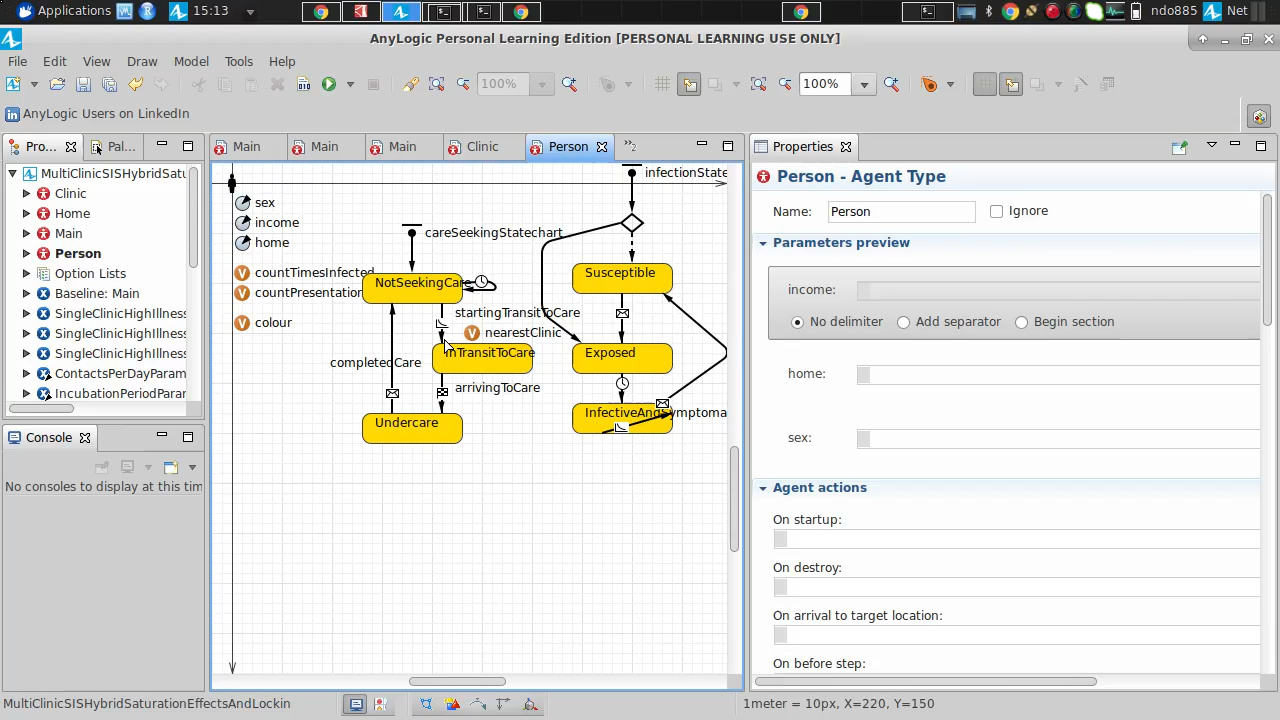 Applications
15:13
ndo885
Net
AnyLogic Personal Learning Edition [PERSONAL LEARNING USE ONLY]
File Edit View Draw Model Tools Help
100%
100%
AnyLogic Users on LinkedIn
Pro...
Pal...
Main
Main
Main
Clinic
Person
»2
Properties
MultiClinicSISHybridSatu
Clinic
Home
Main
Person
Option Lists
Baseline: Main
SingleClinicHighIllness
SingleClinicHighIllness
SingleClinicHighIllness
ContactsPerDayParam
IncubationPeriodParar
Console
No consoles to display at this tim
sex
income
home
countTimesInfected
countPresentation
colour
careSeekingStatechart
NotSeekingCare
startingTransitToCare
nearestClinic
InTransitToCare
completedCare
arrivingToCare
Undercare
infectionState
Susceptible
Exposed
InfectiveAndSymptoma
Person - Agent Type
Name:
Person
Ignore
Parameters preview
income:
No delimiter
Add separator
Begin section
home:
sex:
Agent actions
On startup:
On destroy:
On arrival to target location:
On before step:
MultiClinicSISHybridSaturationEffectsAndLockin
1meter = 10px, X=220, Y=150